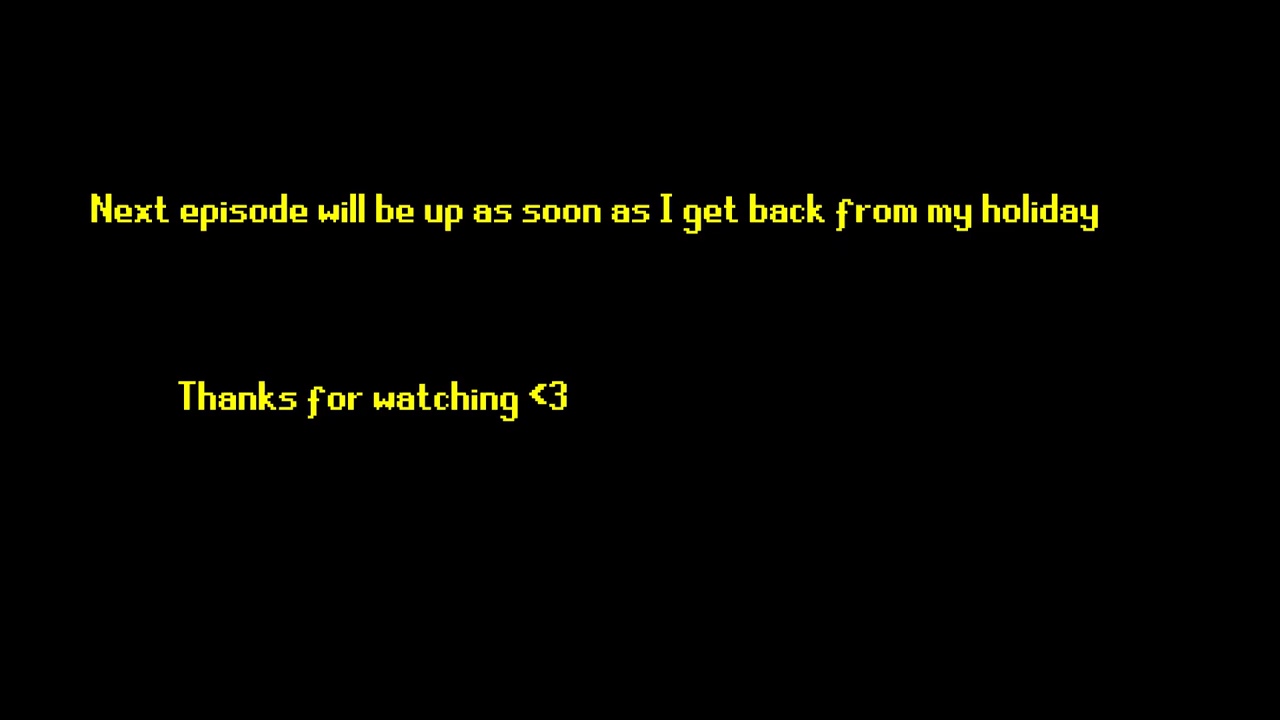 Next episode will be up as soon as I get back from my holiday
Thanks for watching <3